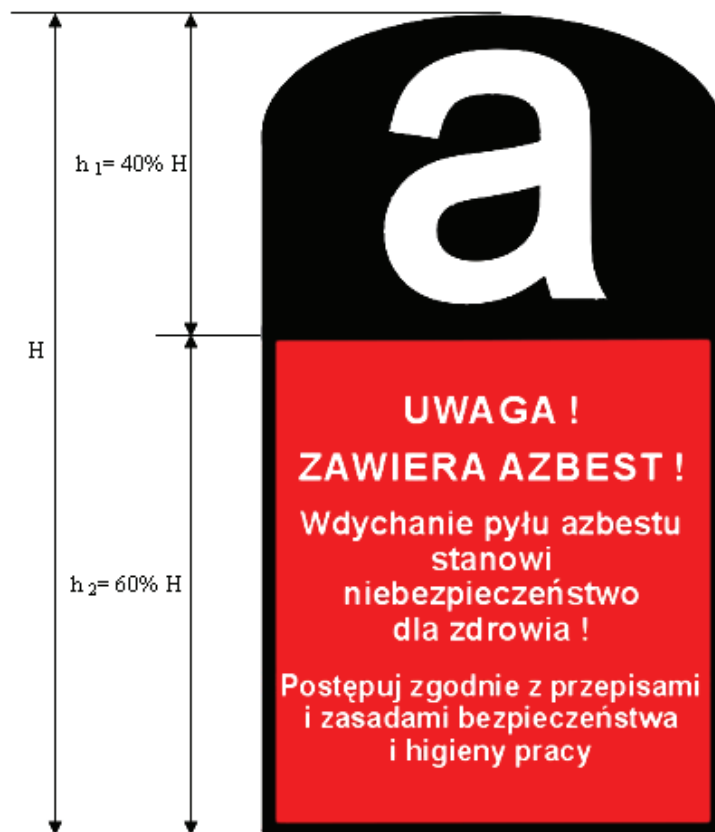 a
h 1= 40% H
H
UWAGA !
ZAWIERA AZBEST !
Wdychanie pyłu azbestu
stanowi
niebezpieczeństwo
dla zdrowia !
h 2= 60% H
Postępuj zgodnie z przepisami
i zasadami bezpieczeństwa
i higieny pracy